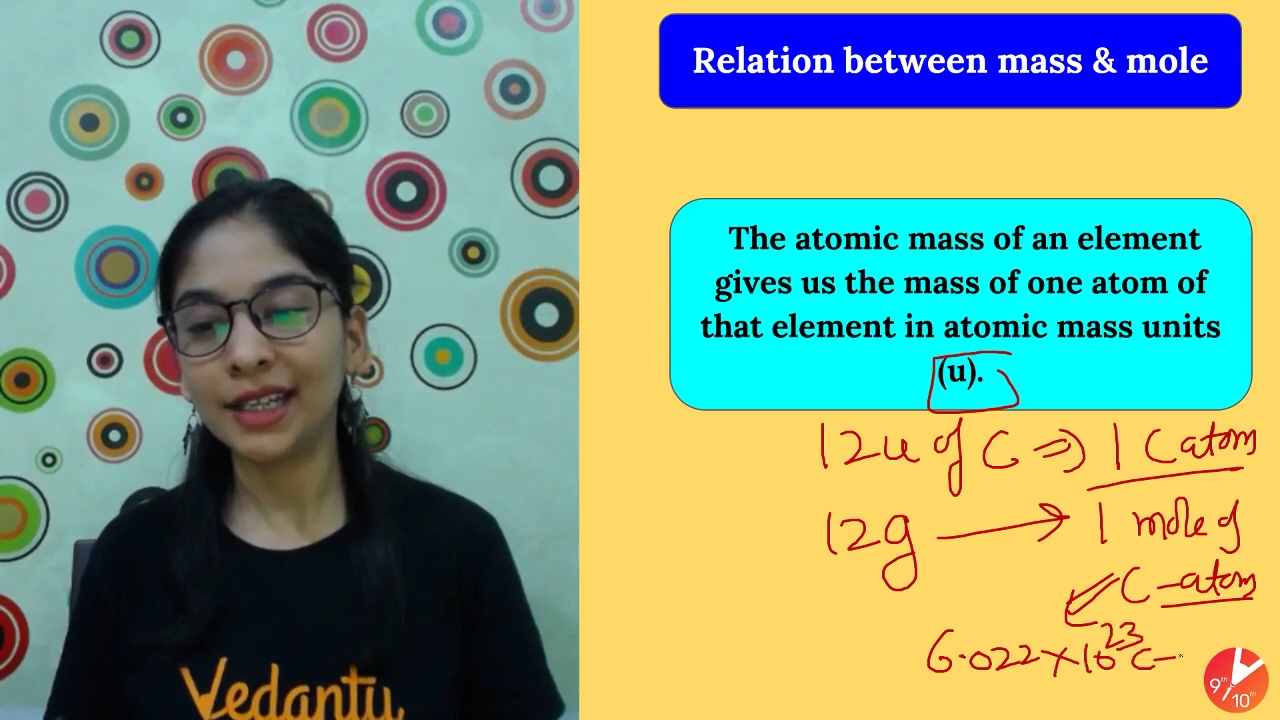 Relation between mass & mole
The atomic mass of an element
gives us the mass of one atom of
that element in atomic mass units
(u).
12u of C ⇒ 1 C atom
12g → 1 mole of
C-atom
6.022×10²³ C-
Vedantu
9th
10th